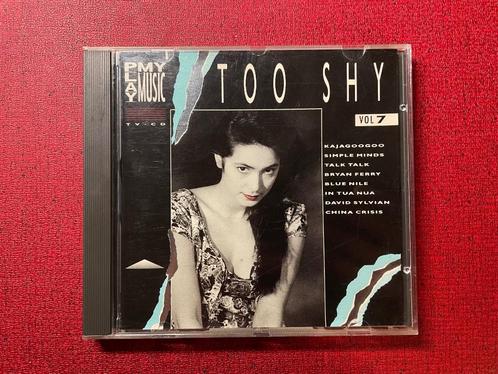 PLAY MY MUSIC
TV-CD
TOO SHY
VOL 7
KAJAGOOGOO
SIMPLE MINDS
TALK TALK
BRYAN FERRY
BLUE NILE
IN TUA NUA
DAVID SYLVIAN
CHINA CRISIS